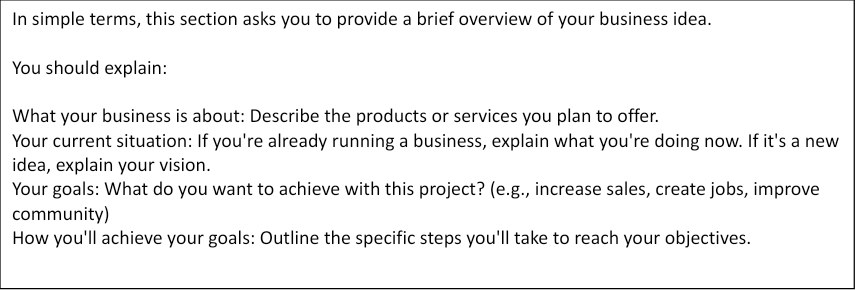 In simple terms, this section asks you to provide a brief overview of your business idea.
You should explain:
What your business is about: Describe the products or services you plan to offer.
Your current situation: If you're already running a business, explain what you're doing now. If it's a new
idea, explain your vision.
Your goals: What do you want to achieve with this project? (e.g., increase sales, create jobs, improve
community)
How you'll achieve your goals: Outline the specific steps you'll take to reach your objectives.